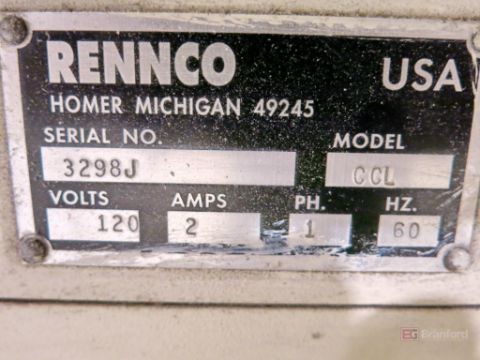 RENNCO USA
HOMER MICHIGAN 49245
SERIAL NO. MODEL
3298J CCL
VOLTS AMPS PH. HZ.
120 2 1 60
BG Branford